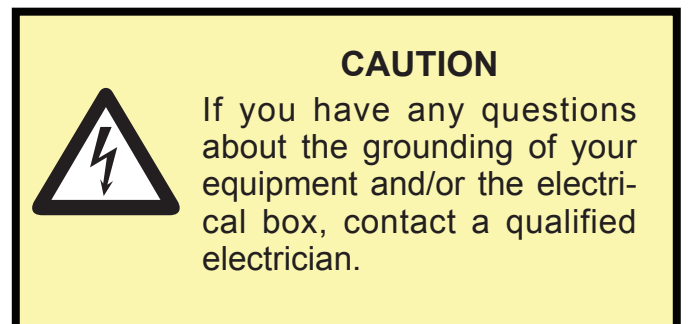 CAUTION
If you have any questions
about the grounding of your
equipment and/or the electri-
cal box, contact a qualified
electrician.